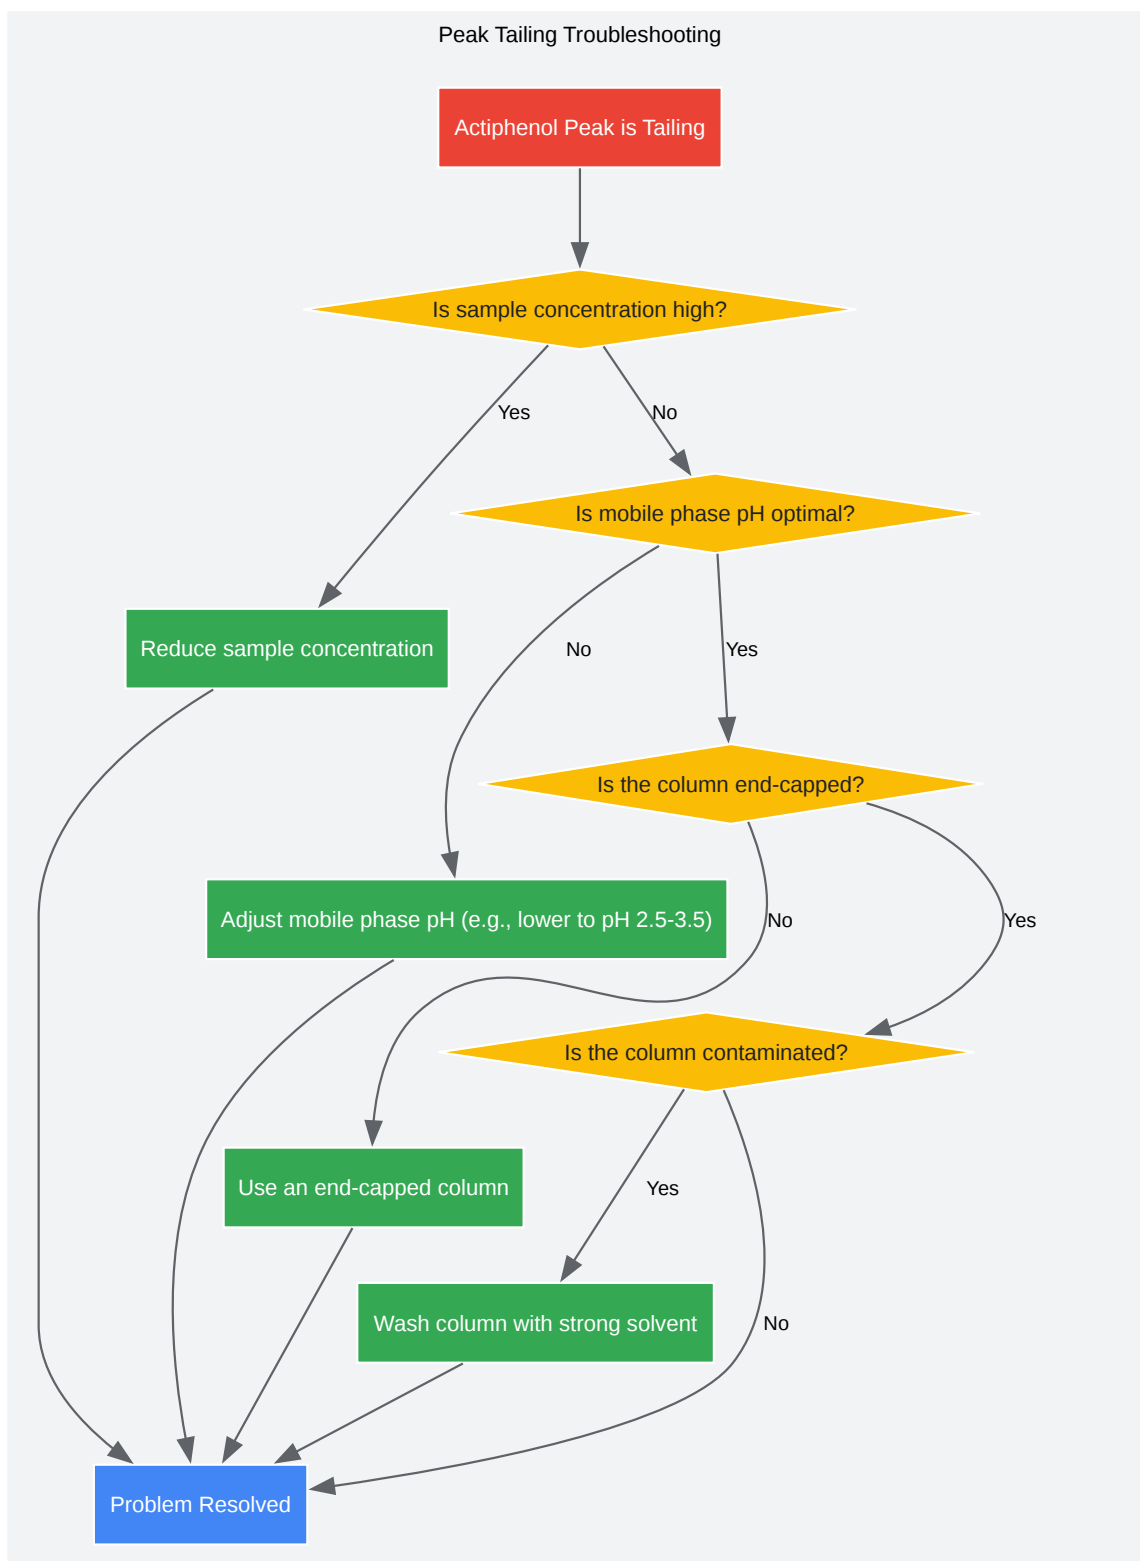 Peak Tailing Troubleshooting
Actiphenol Peak is Tailing
Is sample concentration high?
Yes
No
Is mobile phase pH optimal?
Reduce sample concentration
No
Yes
Is the column end-capped?
Adjust mobile phase pH (e.g., lower to pH 2.5-3.5)
No
Yes
Is the column contaminated?
Use an end-capped column
Yes
Wash column with strong solvent
No
Problem Resolved